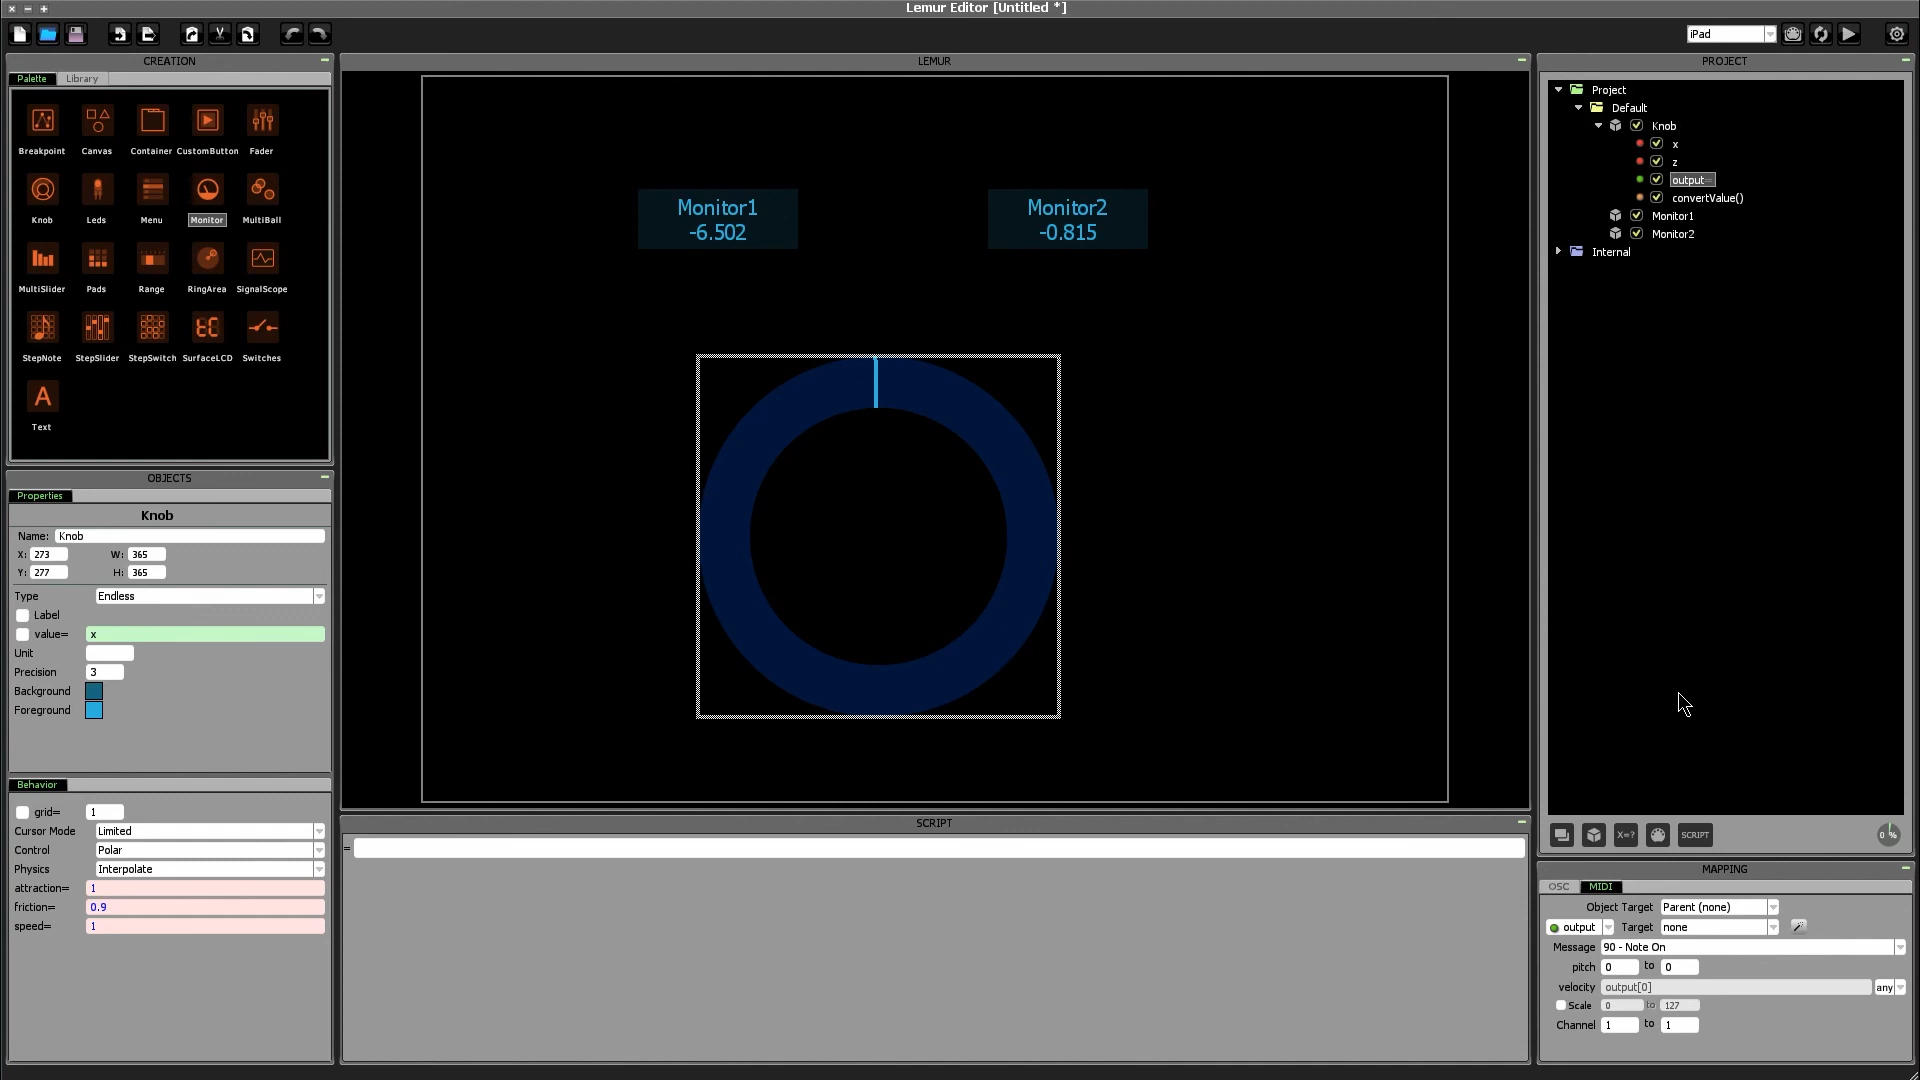 Lemur Editor [Untitled *]
iPad
CREATION
Palette
Library
Breakpoint
Canvas
Container
CustomButton
Fader
Knob
Leds
Menu
Monitor
MultiBall
MultiSlider
Pads
Range
RingArea
SignalScope
StepNote
StepSlider
StepSwitch
SurfaceLCD
Switches
A
Text
OBJECTS
Properties
Knob
Name: Knob
X: 273 W: 365
Y: 277 H: 365
Type Endless
Label
value= x
Unit
Precision 3
Background
Foreground
Behavior
grid= 1
Cursor Mode Limited
Control Polar
Physics Interpolate
attraction= 1
friction= 0.9
speed= 1
LEMUR
Monitor1
-6.502
Monitor2
-0.815
SCRIPT
=
PROJECT
Project
Default
Knob
x
z
output=
convertValue()
Monitor1
Monitor2
Internal
X=?
SCRIPT
0 %
MAPPING
OSC MIDI
Object Target Parent (none)
output Target none
Message 90 - Note On
pitch 0 to 0
velocity output[0] any
Scale 0 to 127
Channel 1 to 1